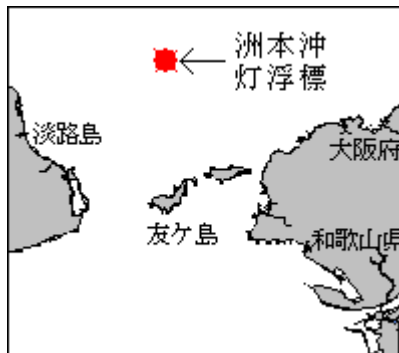 洲本沖
灯浮標
淡路島
大阪府
友ケ島
和歌山県